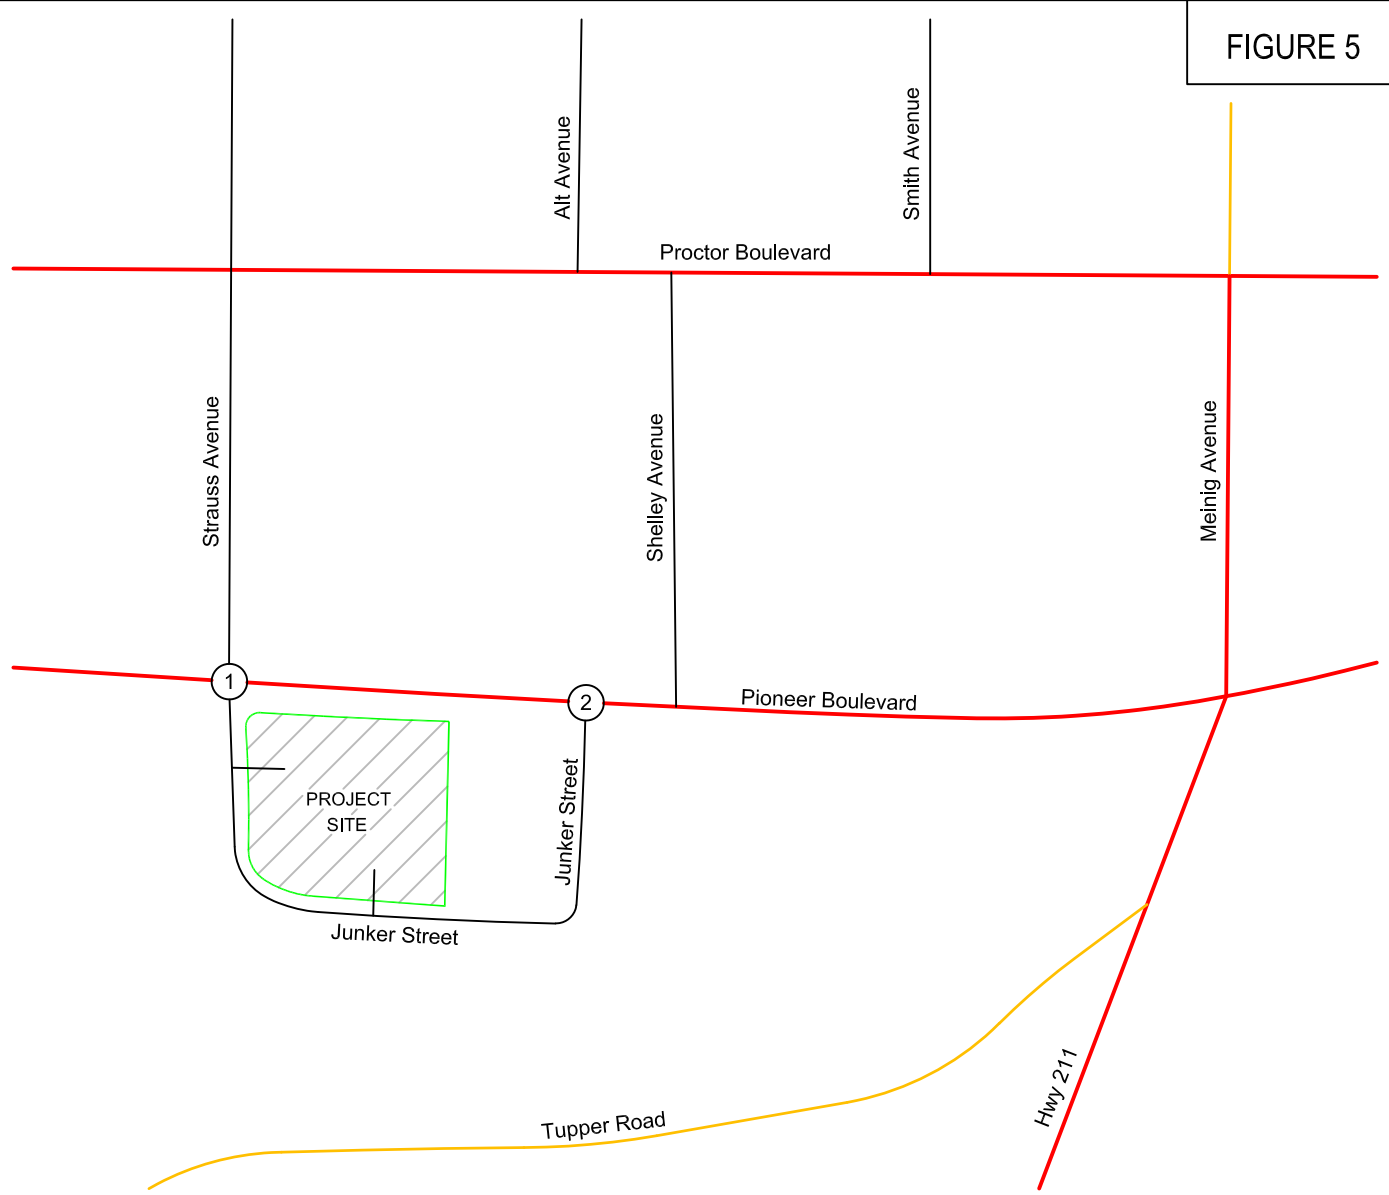 FIGURE 5
Alt Avenue
Smith Avenue
Proctor Boulevard
Strauss Avenue
Shelley Avenue
Meinig Avenue
1
2
Pioneer Boulevard
PROJECT
SITE
Junker Street
Junker Street
Hwy 211
Tupper Road